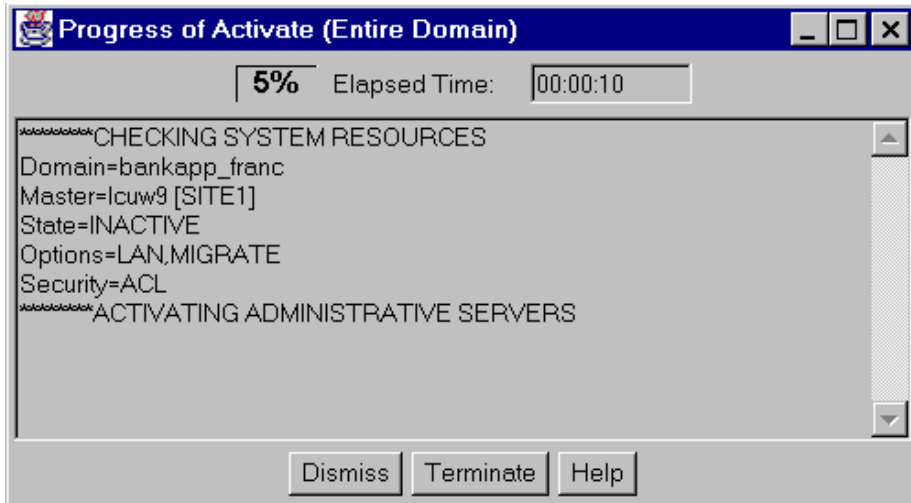 Progress of Activate (Entire Domain)
5% Elapsed Time: 00:00:10
*********CHECKING SYSTEM RESOURCES
Domain=bankapp_franc
Master=lcuw9 [SITE1]
State=INACTIVE
Options=LAN,MIGRATE
Security=ACL
*********ACTIVATING ADMINISTRATIVE SERVERS
Dismiss Terminate Help